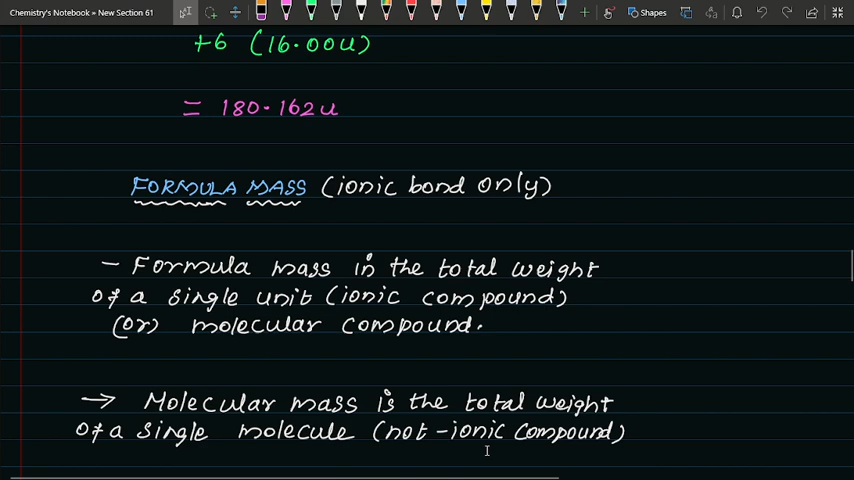 Chemistry's Notebook » New Section 61
Shapes
+6 (16.00u)
= 180.162u
FORMULA MASS (ionic bond only)
- Formula mass in the total weight
of a single unit (ionic compound)
(or) molecular compound.
→ Molecular mass is the total weight
of a single molecule (not-ionic compound)